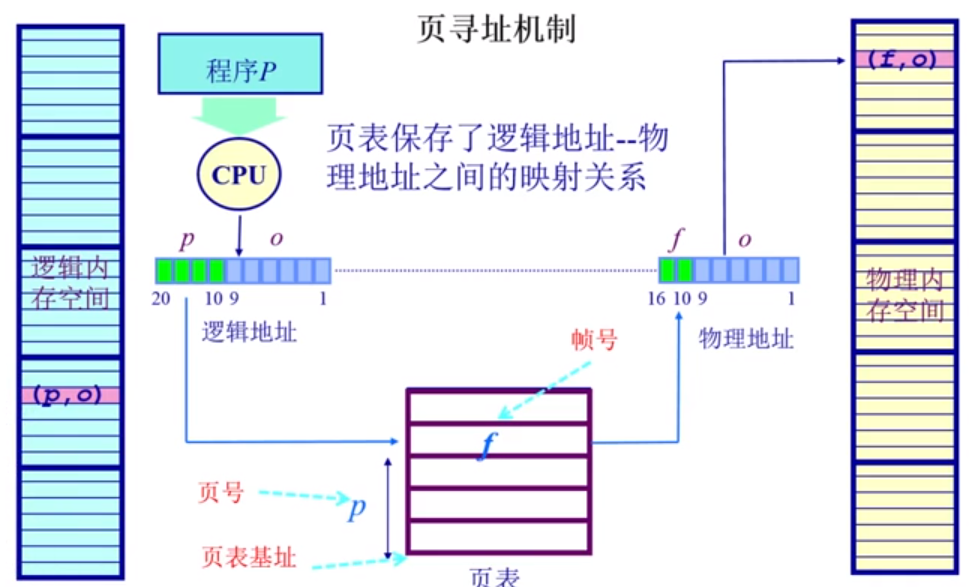 页寻址机制
程序P
(f,o)
CPU
页表保存了逻辑地址--物
理地址之间的映射关系
p
o
f
o
逻辑内
存空间
物理内
存空间
20
10
9
1
16
10
9
1
逻辑地址
物理地址
帧号
(p,o)
f
页号
p
页表基址
页表